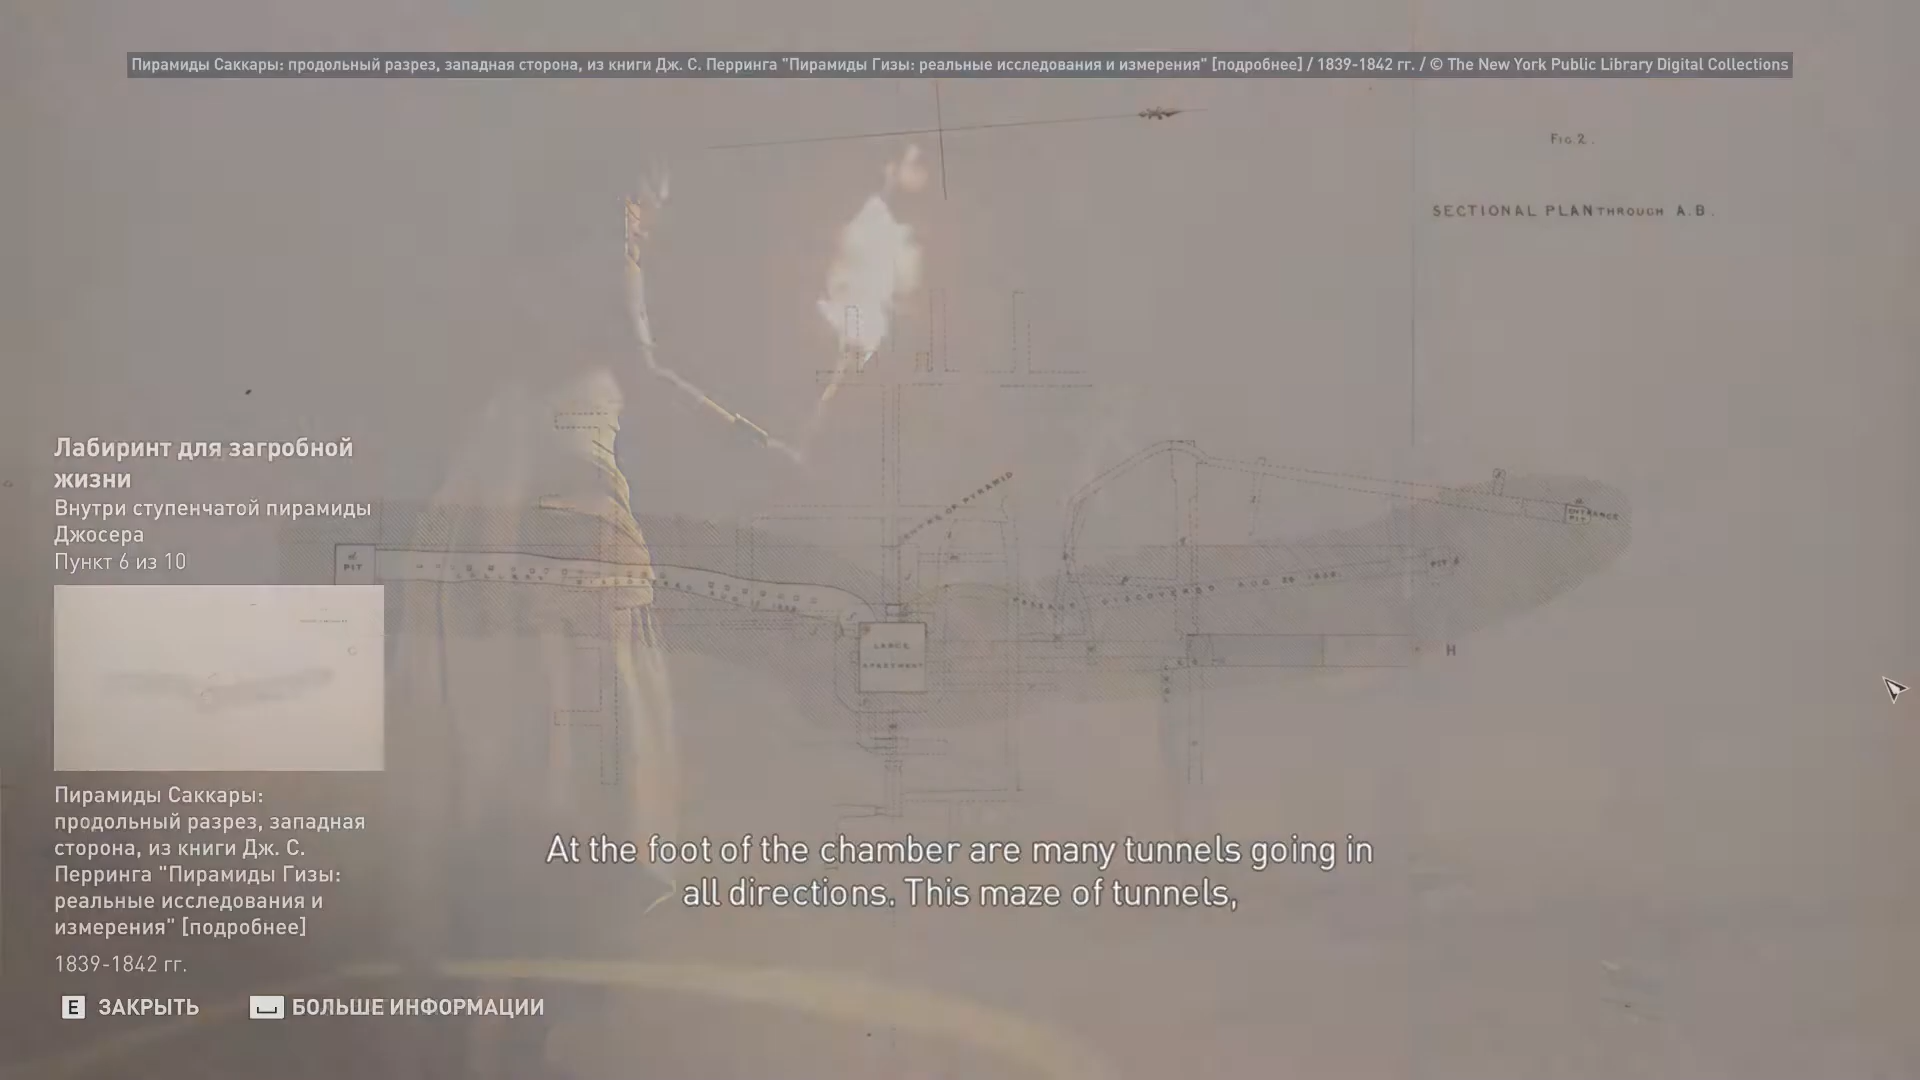 Пирамиды Саккары: продольный разрез, западная сторона, из книги Дж. С. Перринга "Пирамиды Гизы: реальные исследования и измерения" [подробнее] / 1839-1842 гг. / © The New York Public Library Digital Collections
FIG 2.
SECTIONAL PLAN THROUGH A.B.
Лабиринт для загробной
жизни
Внутри ступенчатой пирамиды
Джосера
Пункт 6 из 10
PIT
ENTRANCE
PIT
LARGE
APARTMENT
H
Пирамиды Саккары:
продольный разрез, западная
сторона, из книги Дж. С.
Перринга "Пирамиды Гизы:
реальные исследования и
измерения" [подробнее]
1839-1842 гг.
At the foot of the chamber are many tunnels going in
all directions. This maze of tunnels,
E ЗАКРЫТЬ
БОЛЬШЕ ИНФОРМАЦИИ